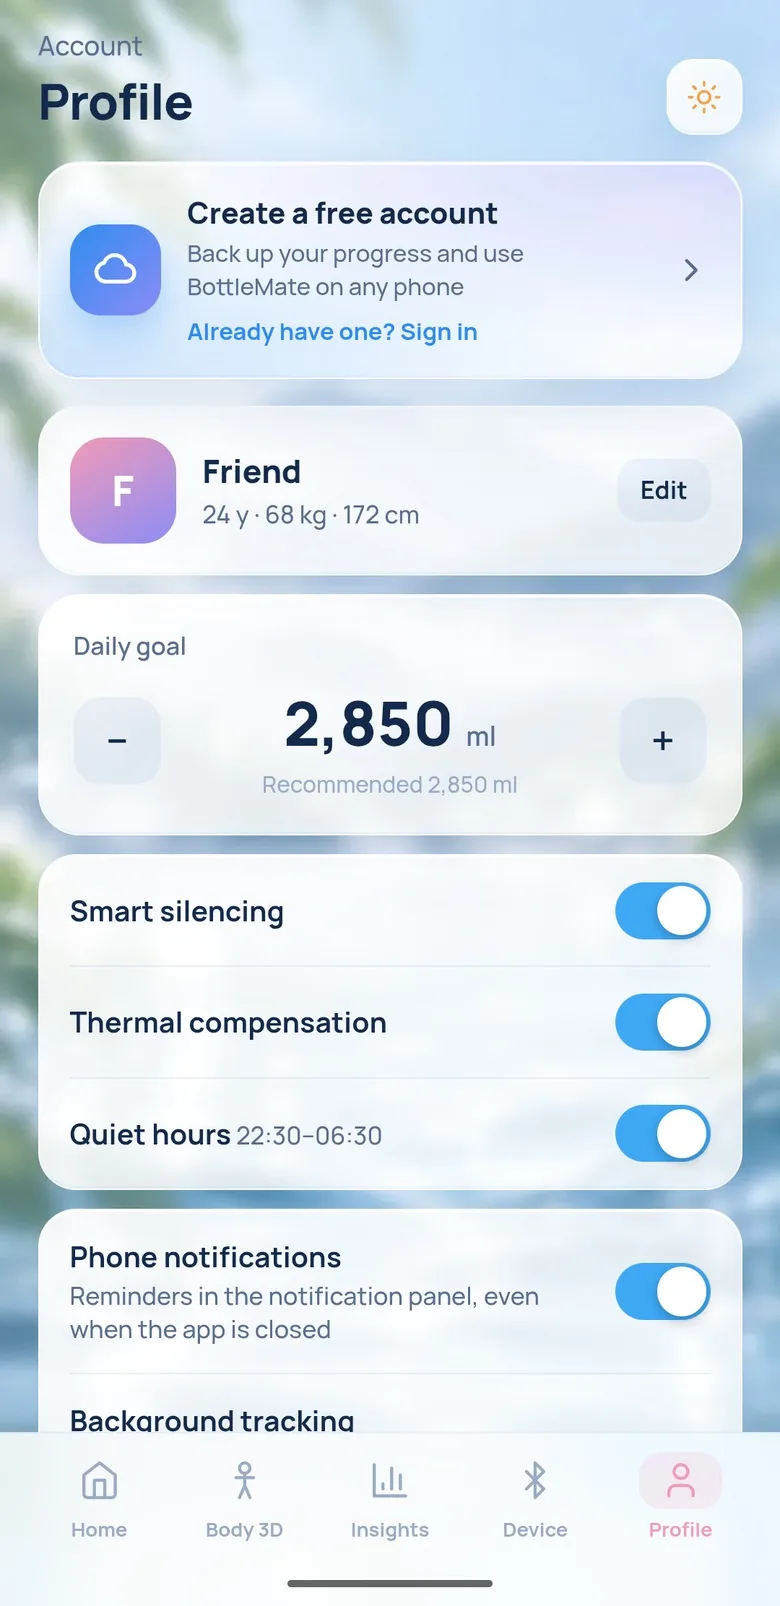 Account
Profile
Create a free account
Back up your progress and use
BottleMate on any phone
Already have one? Sign in
F
Friend
24 y · 68 kg · 172 cm
Edit
Daily goal
− 2,850 ml +
Recommended 2,850 ml
Smart silencing
Thermal compensation
Quiet hours 22:30–06:30
Phone notifications
Reminders in the notification panel, even
when the app is closed
Background tracking
Home Body 3D Insights Device Profile